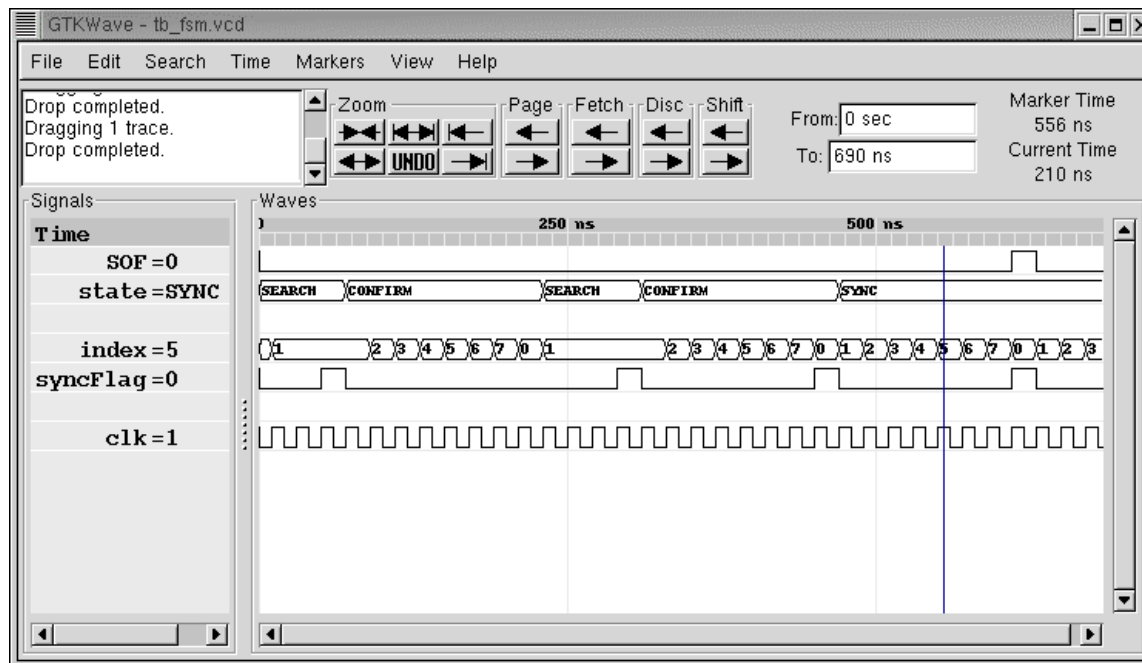 GTKWave - tb_fsm.vcd
File Edit Search Time Markers View Help
Drop completed.
Dragging 1 trace.
Drop completed.
Zoom
UNDO
Page
Fetch
Disc
Shift
From: 0 sec
To: 690 ns
Marker Time
556 ns
Current Time
210 ns
Signals
Waves
Time
250 ns 500 ns
SOF =0
state =SYNC
SEARCH CONFIRM SEARCH CONFIRM SYNC
index =5
1 2 3 4 5 6 7 0 1 2 3 4 5 6 7 0 1 2 3 4 5 6 7 0 1 2 3
syncFlag =0
clk =1